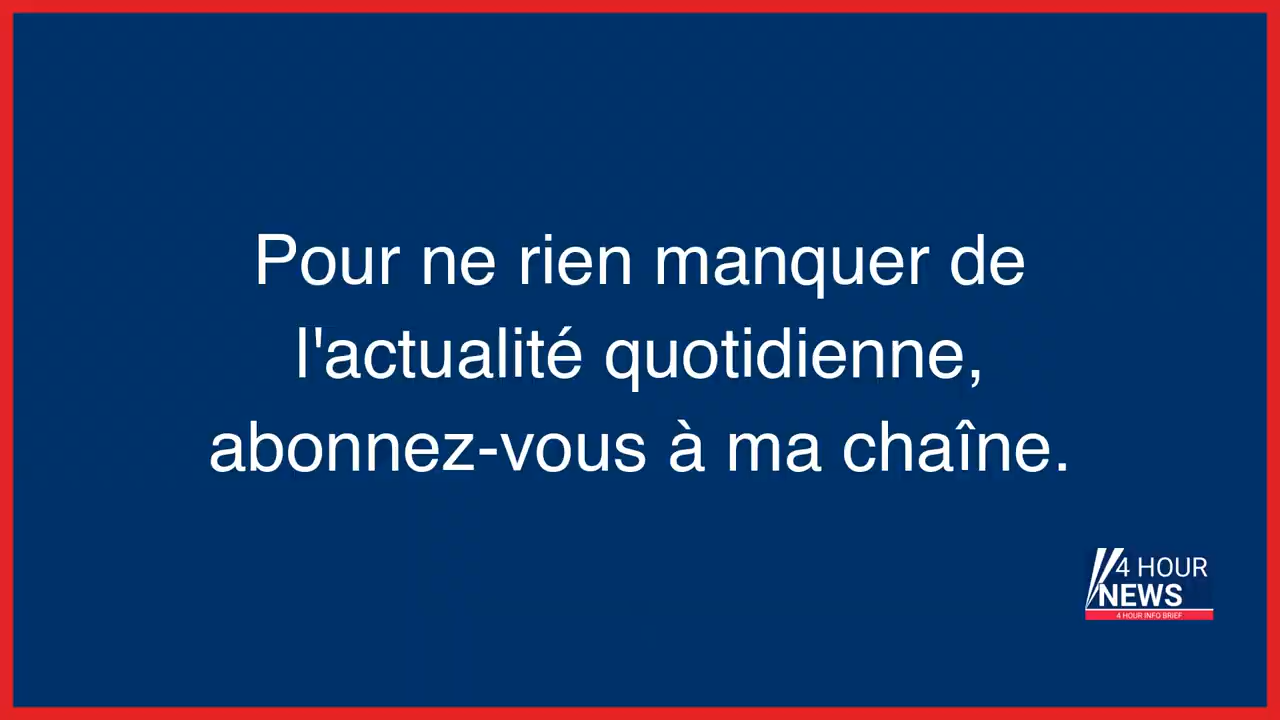 Pour ne rien manquer de
l'actualité quotidienne,
abonnez-vous à ma chaîne.
4 HOUR
NEWS
4 HOUR INFO BRIEF